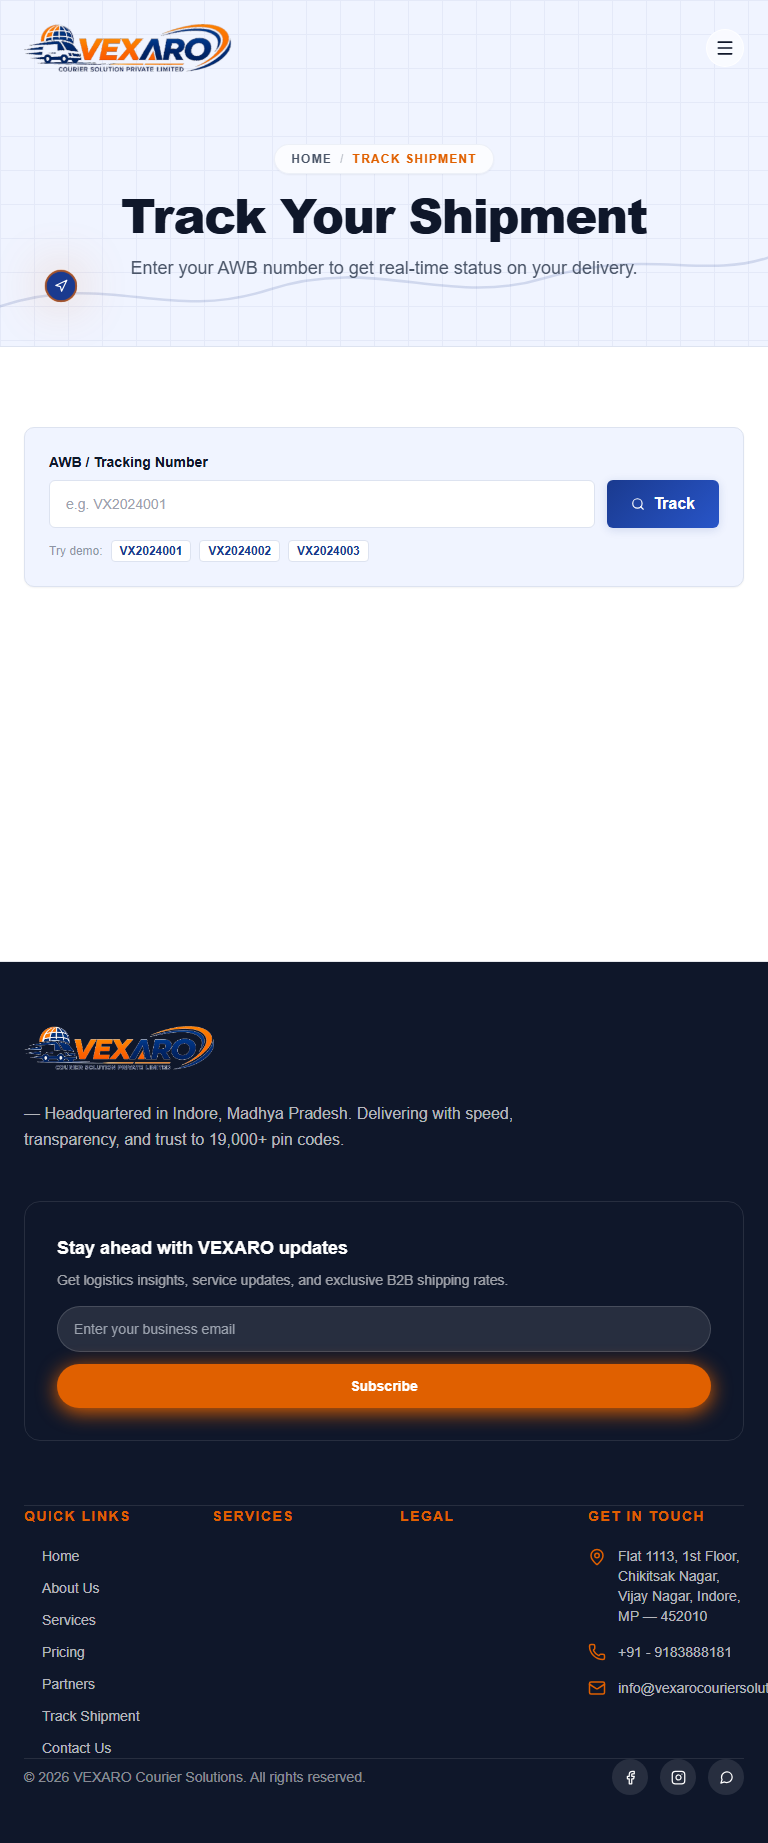 VEXARO
COURIER SOLUTION PRIVATE LIMITED
HOME / TRACK SHIPMENT
Track Your Shipment
Enter your AWB number to get real-time status on your delivery.
AWB / Tracking Number
e.g. VX2024001
Track
Try demo: VX2024001 VX2024002 VX2024003
VEXARO
COURIER SOLUTION PRIVATE LIMITED
— Headquartered in Indore, Madhya Pradesh. Delivering with speed,
transparency, and trust to 19,000+ pin codes.
Stay ahead with VEXARO updates
Get logistics insights, service updates, and exclusive B2B shipping rates.
Enter your business email
Subscribe
QUICK LINKS
Home
About Us
Services
Pricing
Partners
Track Shipment
Contact Us
SERVICES
LEGAL
GET IN TOUCH
Flat 1113, 1st Floor,
Chikitsak Nagar,
Vijay Nagar, Indore,
MP — 452010
+91 - 9183888181
info@vexarocouriersolut
© 2026 VEXARO Courier Solutions. All rights reserved.